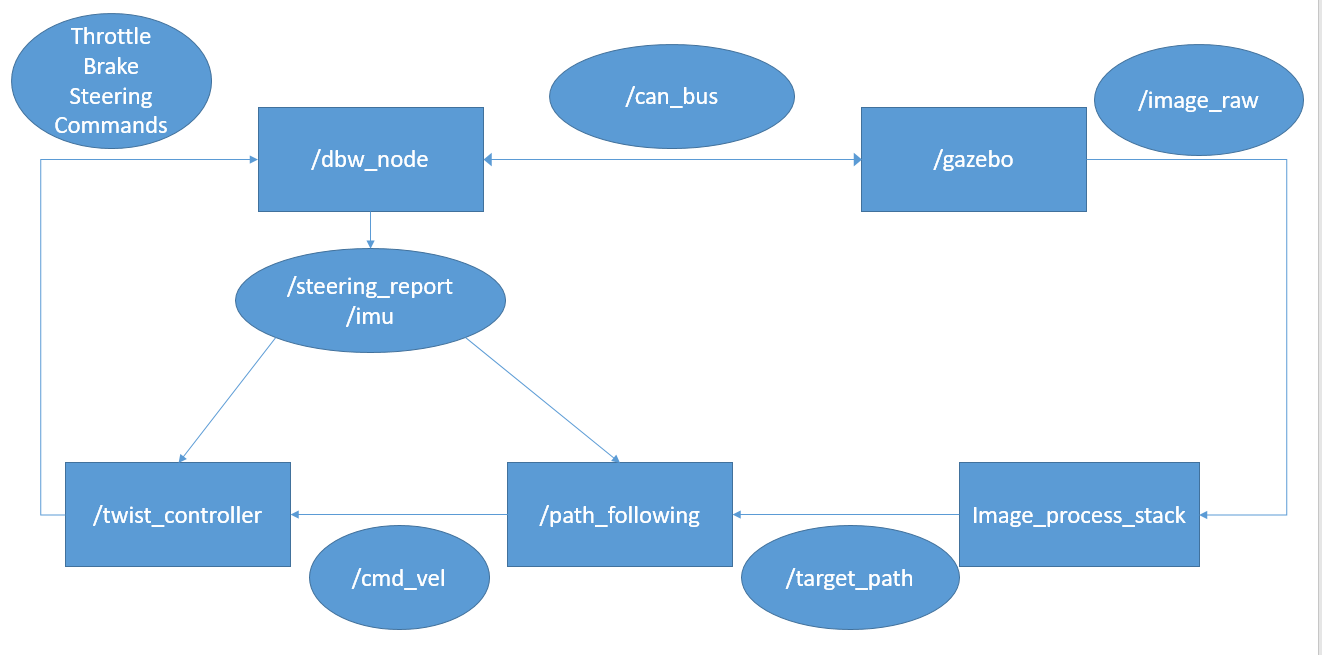 Throttle
Brake
Steering
Commands
/can_bus
/image_raw
/dbw_node
/gazebo
/steering_report
/imu
/twist_controller
/path_following
Image_process_stack
/cmd_vel
/target_path